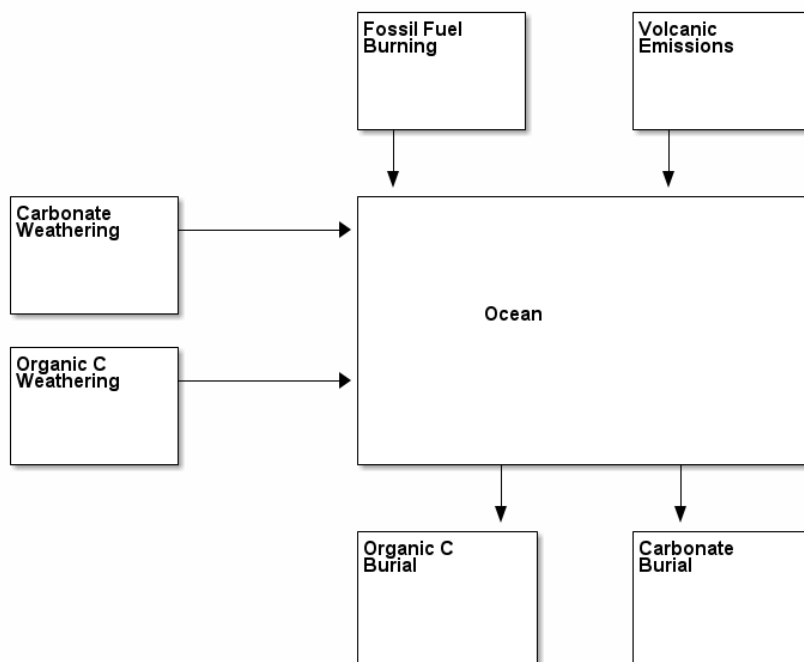 Fossil Fuel
Burning
Volcanic
Emissions
Carbonate
Weathering
Ocean
Organic C
Weathering
Organic C
Burial
Carbonate
Burial